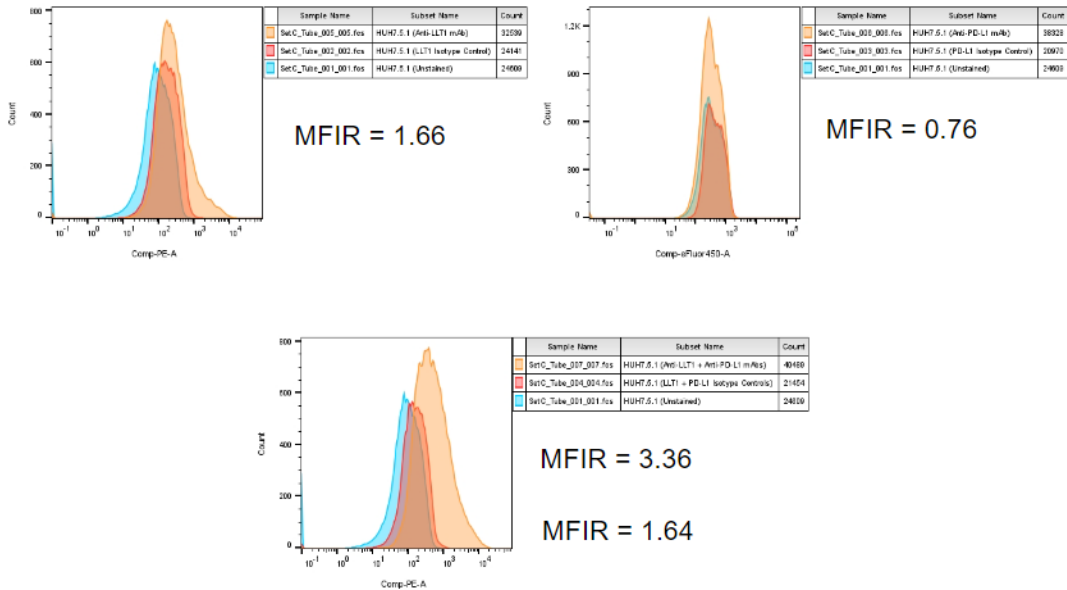 Sample Name Subset Name Count
SetC_Tube_005_005.fcs HUH7.5.1 (Anti-LLT1 mAb) 32539
SetC_Tube_002_002.fcs HUH7.5.1 (LLT1 Isotype Control) 24141
SetC_Tube_001_001.fcs HUH7.5.1 (Unstained) 24609
800
600
400
200
0
Count
10^-1 10^0 10^1 10^2 10^3 10^4
Comp-PE-A
MFIR = 1.66
Sample Name Subset Name Count
SetC_Tube_006_006.fcs HUH7.5.1 (Anti-PD-L1 mAb) 38328
SetC_Tube_003_003.fcs HUH7.5.1 (PD-L1 Isotype Control) 20970
SetC_Tube_001_001.fcs HUH7.5.1 (Unstained) 24609
1.2K
900
600
300
0
Count
10^-1 10^1 10^3 10^5
Comp-eFluor450-A
MFIR = 0.76
Sample Name Subset Name Count
SetC_Tube_007_007.fcs HUH7.5.1 (Anti-LLT1 + Anti-PD-L1 mAbs) 40489
SetC_Tube_004_004.fcs HUH7.5.1 (LLT1 + PD-L1 Isotype Controls) 21454
SetC_Tube_001_001.fcs HUH7.5.1 (Unstained) 24609
800
600
400
200
0
Count
10^-1 10^0 10^1 10^2 10^3 10^4
Comp-PE-A
MFIR = 3.36
MFIR = 1.64